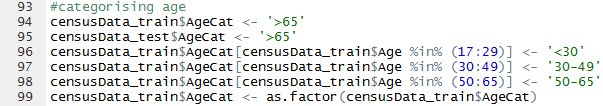 93 #categorising age
94 censusData_train$AgeCat <- '>65'
95 censusData_test$AgeCat <- '>65'
96 censusData_train$AgeCat[censusData_train$Age %in% (17:29)] <- '<30'
97 censusData_train$AgeCat[censusData_train$Age %in% (30:49)] <- '30-49'
98 censusData_train$AgeCat[censusData_train$Age %in% (50:65)] <- '50-65'
99 censusData_train$AgeCat <- as.factor(censusData_train$AgeCat)